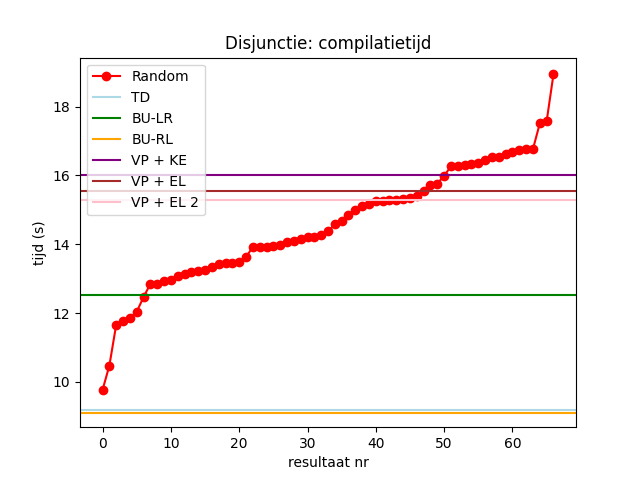 Disjunctie: compilatietijd
Random
TD
BU-LR
BU-RL
VP + KE
VP + EL
VP + EL 2
18
16
14
12
10
tijd (s)
0 10 20 30 40 50 60
resultaat nr